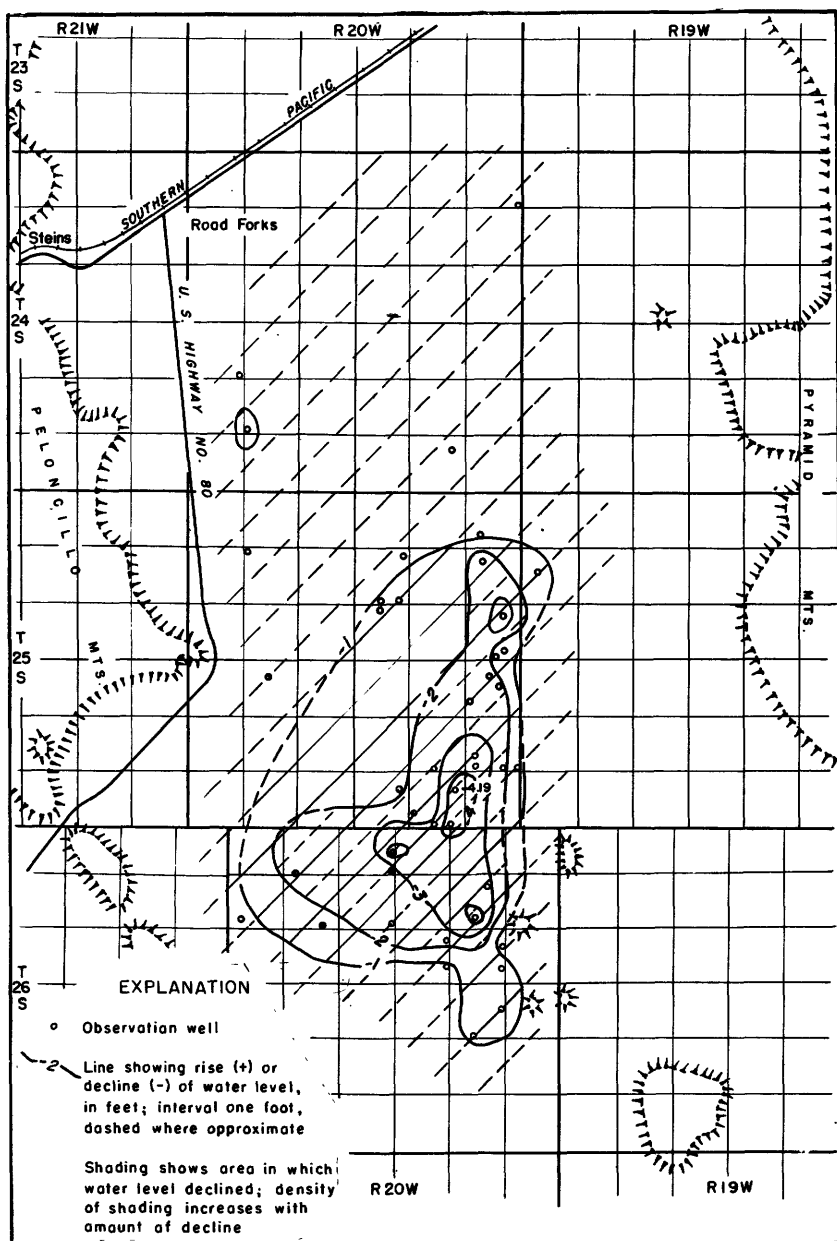 R21W
R20W
R19W
T
23
S
SOUTHERN PACIFIC
Steins
Road Forks
T
24
S
U. S. HIGHWAY NO. 80
PELONCILLO
MTS.
PYRAMID
MTS.
T
25
S
-1
-2
-4.19
-4
-3
-2
-1
T
26
S
EXPLANATION
Observation well
-2
Line showing rise (+) or
decline (-) of water level,
in feet; interval one foot,
dashed where approximate
Shading shows area in which
water level declined; density
of shading increases with
amount of decline
R20W
R19W